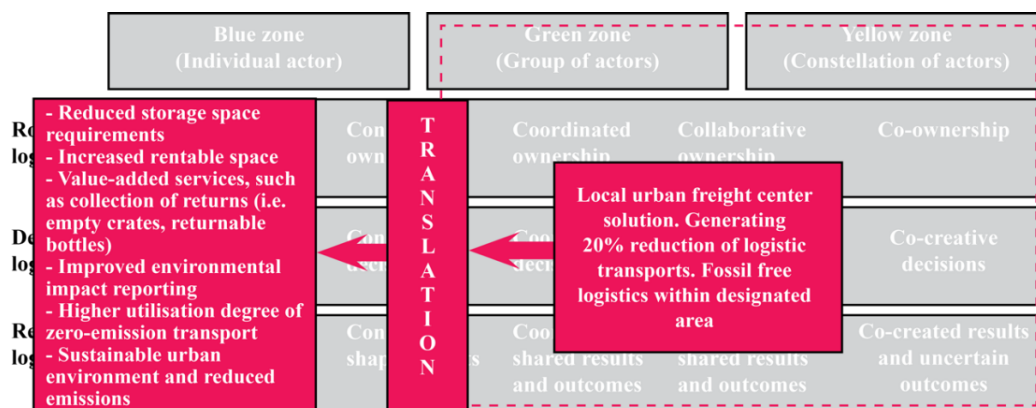 Blue zone
(Individual actor)
Green zone
(Group of actors)
Yellow zone
(Constellation of actors)
- Reduced storage space
requirements
- Increased rentable space
- Value-added services, such
as collection of returns (i.e.
empty crates, returnable
bottles)
- Improved environmental
impact reporting
- Higher utilisation degree of
zero-emission transport
- Sustainable urban
environment and reduced
emissions
TRANSLATION
Coordinated
ownership
Collaborative
ownership
Co-ownership
Local urban freight center
solution. Generating
20% reduction of logistic
transports. Fossil free
logistics within designated
area
Co-creative
decisions
shared results
and outcomes
shared results
and outcomes
Co-created results
and uncertain
outcomes